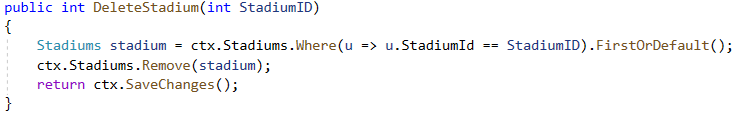 public int DeleteStadium(int StadiumID)
{
Stadiums stadium = ctx.Stadiums.Where(u => u.StadiumId == StadiumID).FirstOrDefault();
ctx.Stadiums.Remove(stadium);
return ctx.SaveChanges();
}